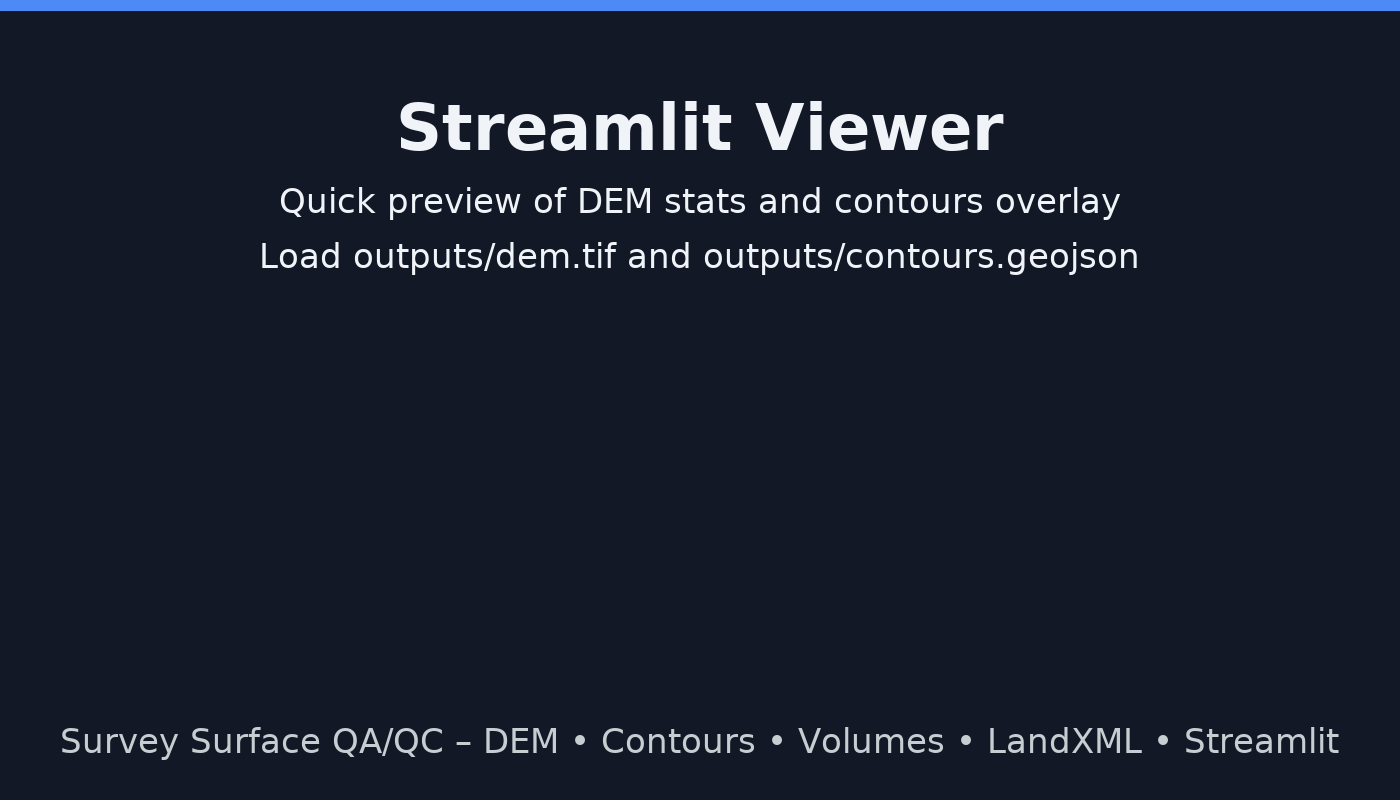 Streamlit Viewer
Quick preview of DEM stats and contours overlay
Load outputs/dem.tif and outputs/contours.geojson
Survey Surface QA/QC – DEM • Contours • Volumes • LandXML • Streamlit